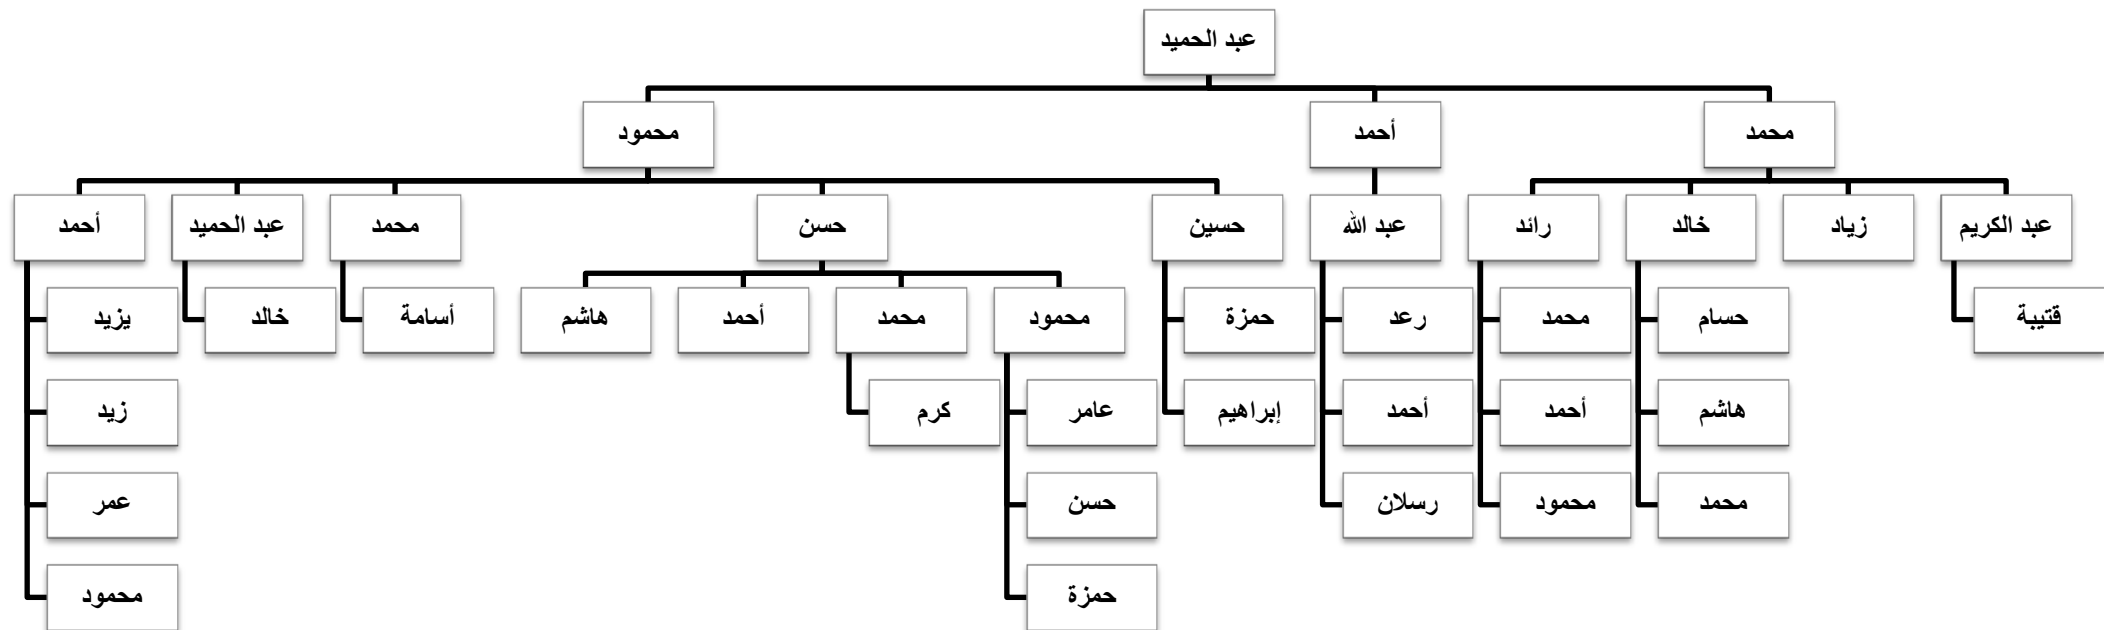 عبد الحميد
محمد
أحمد
محمود
عبد الكريم
زياد
خالد
رائد
عبد الله
حسين
حسن
محمد
عبد الحميد
أحمد
قتيبة
حسام
محمد
رعد
حمزة
محمود
محمد
أحمد
هاشم
أسامة
خالد
يزيد
هاشم
أحمد
أحمد
إبراهيم
عامر
كرم
زيد
محمد
محمود
رسلان
حسن
عمر
حمزة
محمود